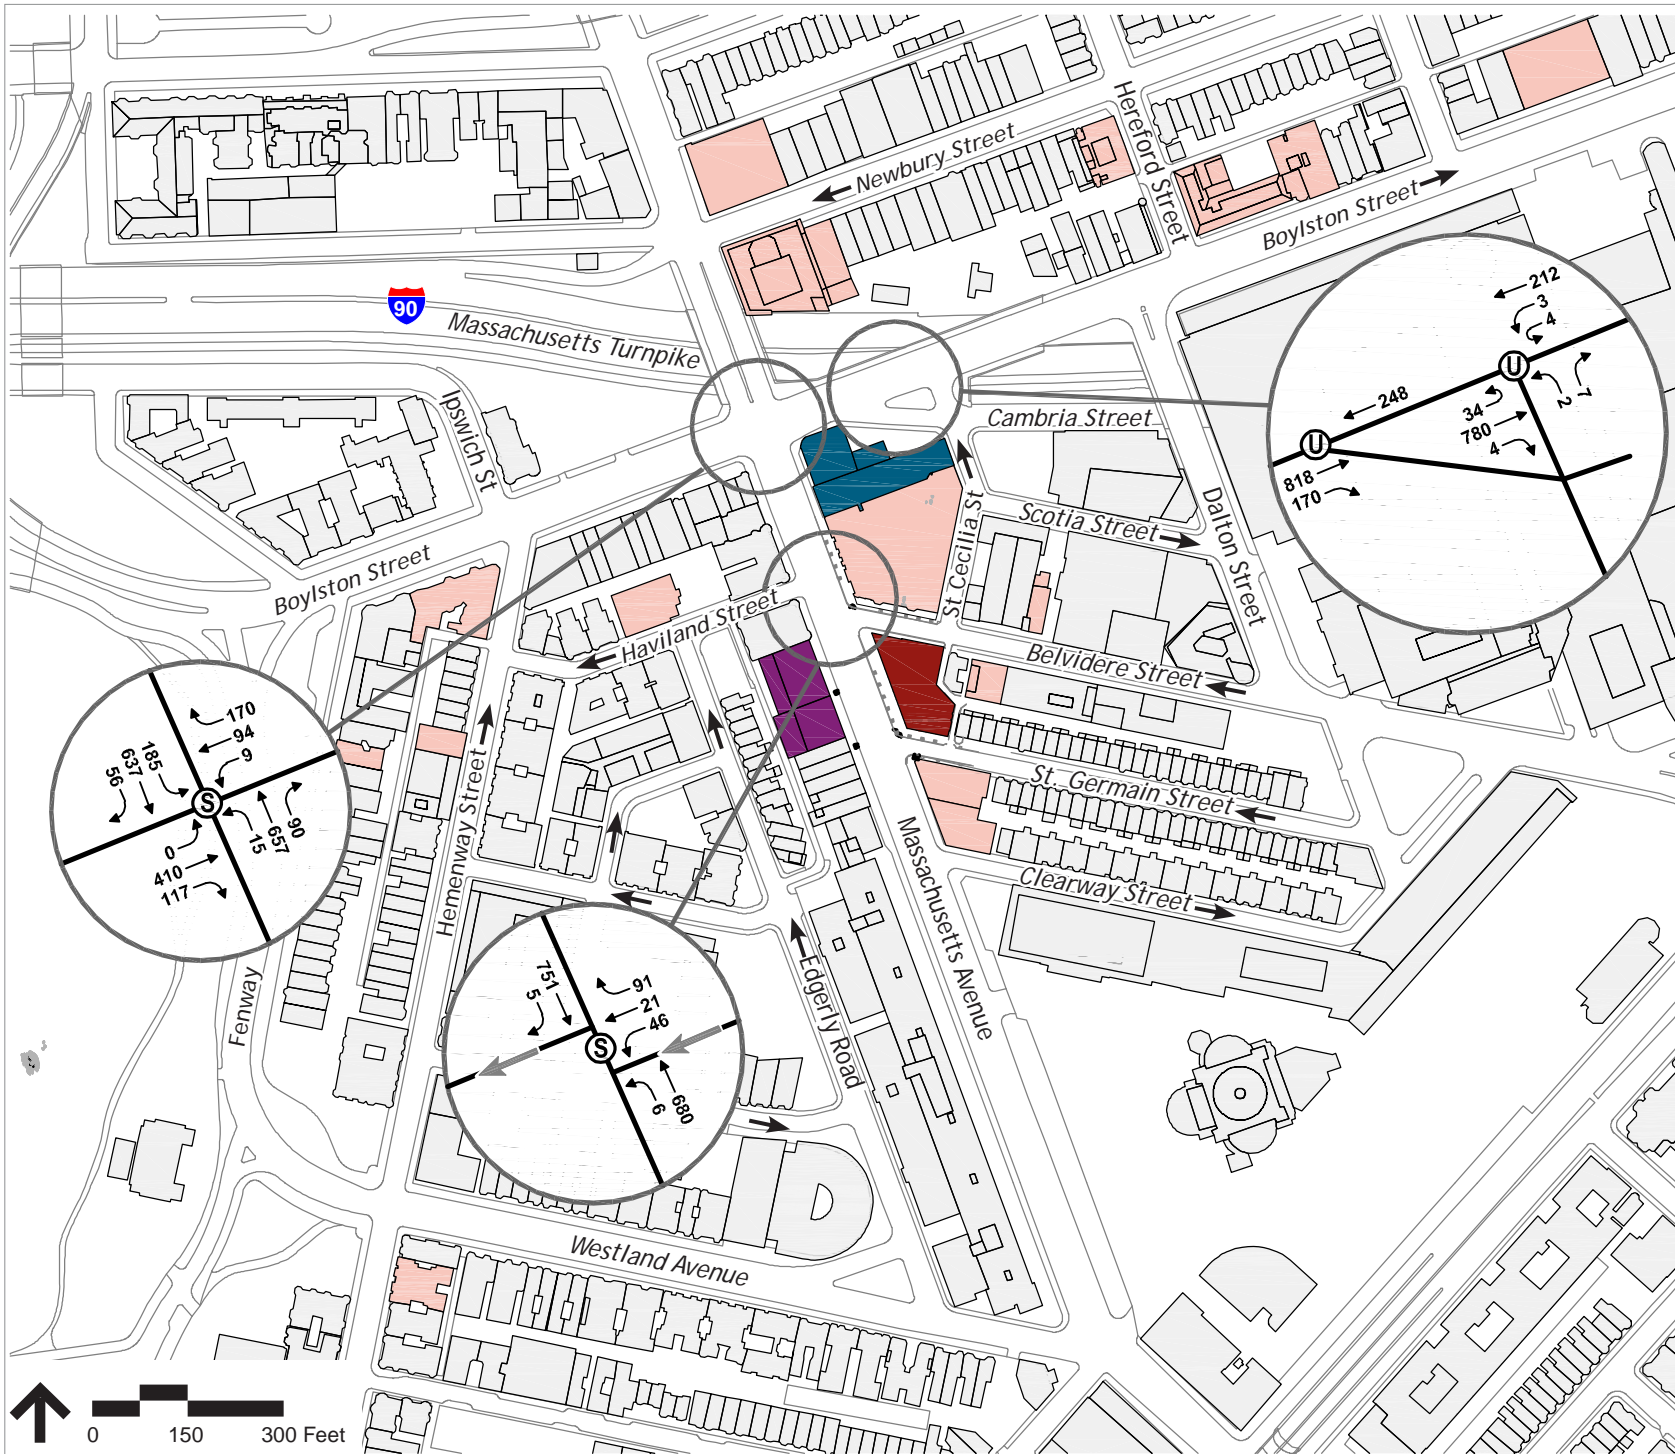 Hereford Street
Newbury Street
Boylston Street
90
Massachusetts Turnpike
212
3
4
U
7
2
248
34
780
4
U
818
170
Ipswich St
Cambria Street
Scotia Street
Dalton Street
St Cecilia St
Boylston Street
Haviland Street
Belvidere Street
170
94
9
185
637
56
S
90
657
15
0
410
117
Hemenway Street
St. Germain Street
Massachusetts Avenue
Clearway Street
Edgerly Road
Fenway
751
5
91
21
46
S
680
6
Westland Avenue
0 150 300 Feet